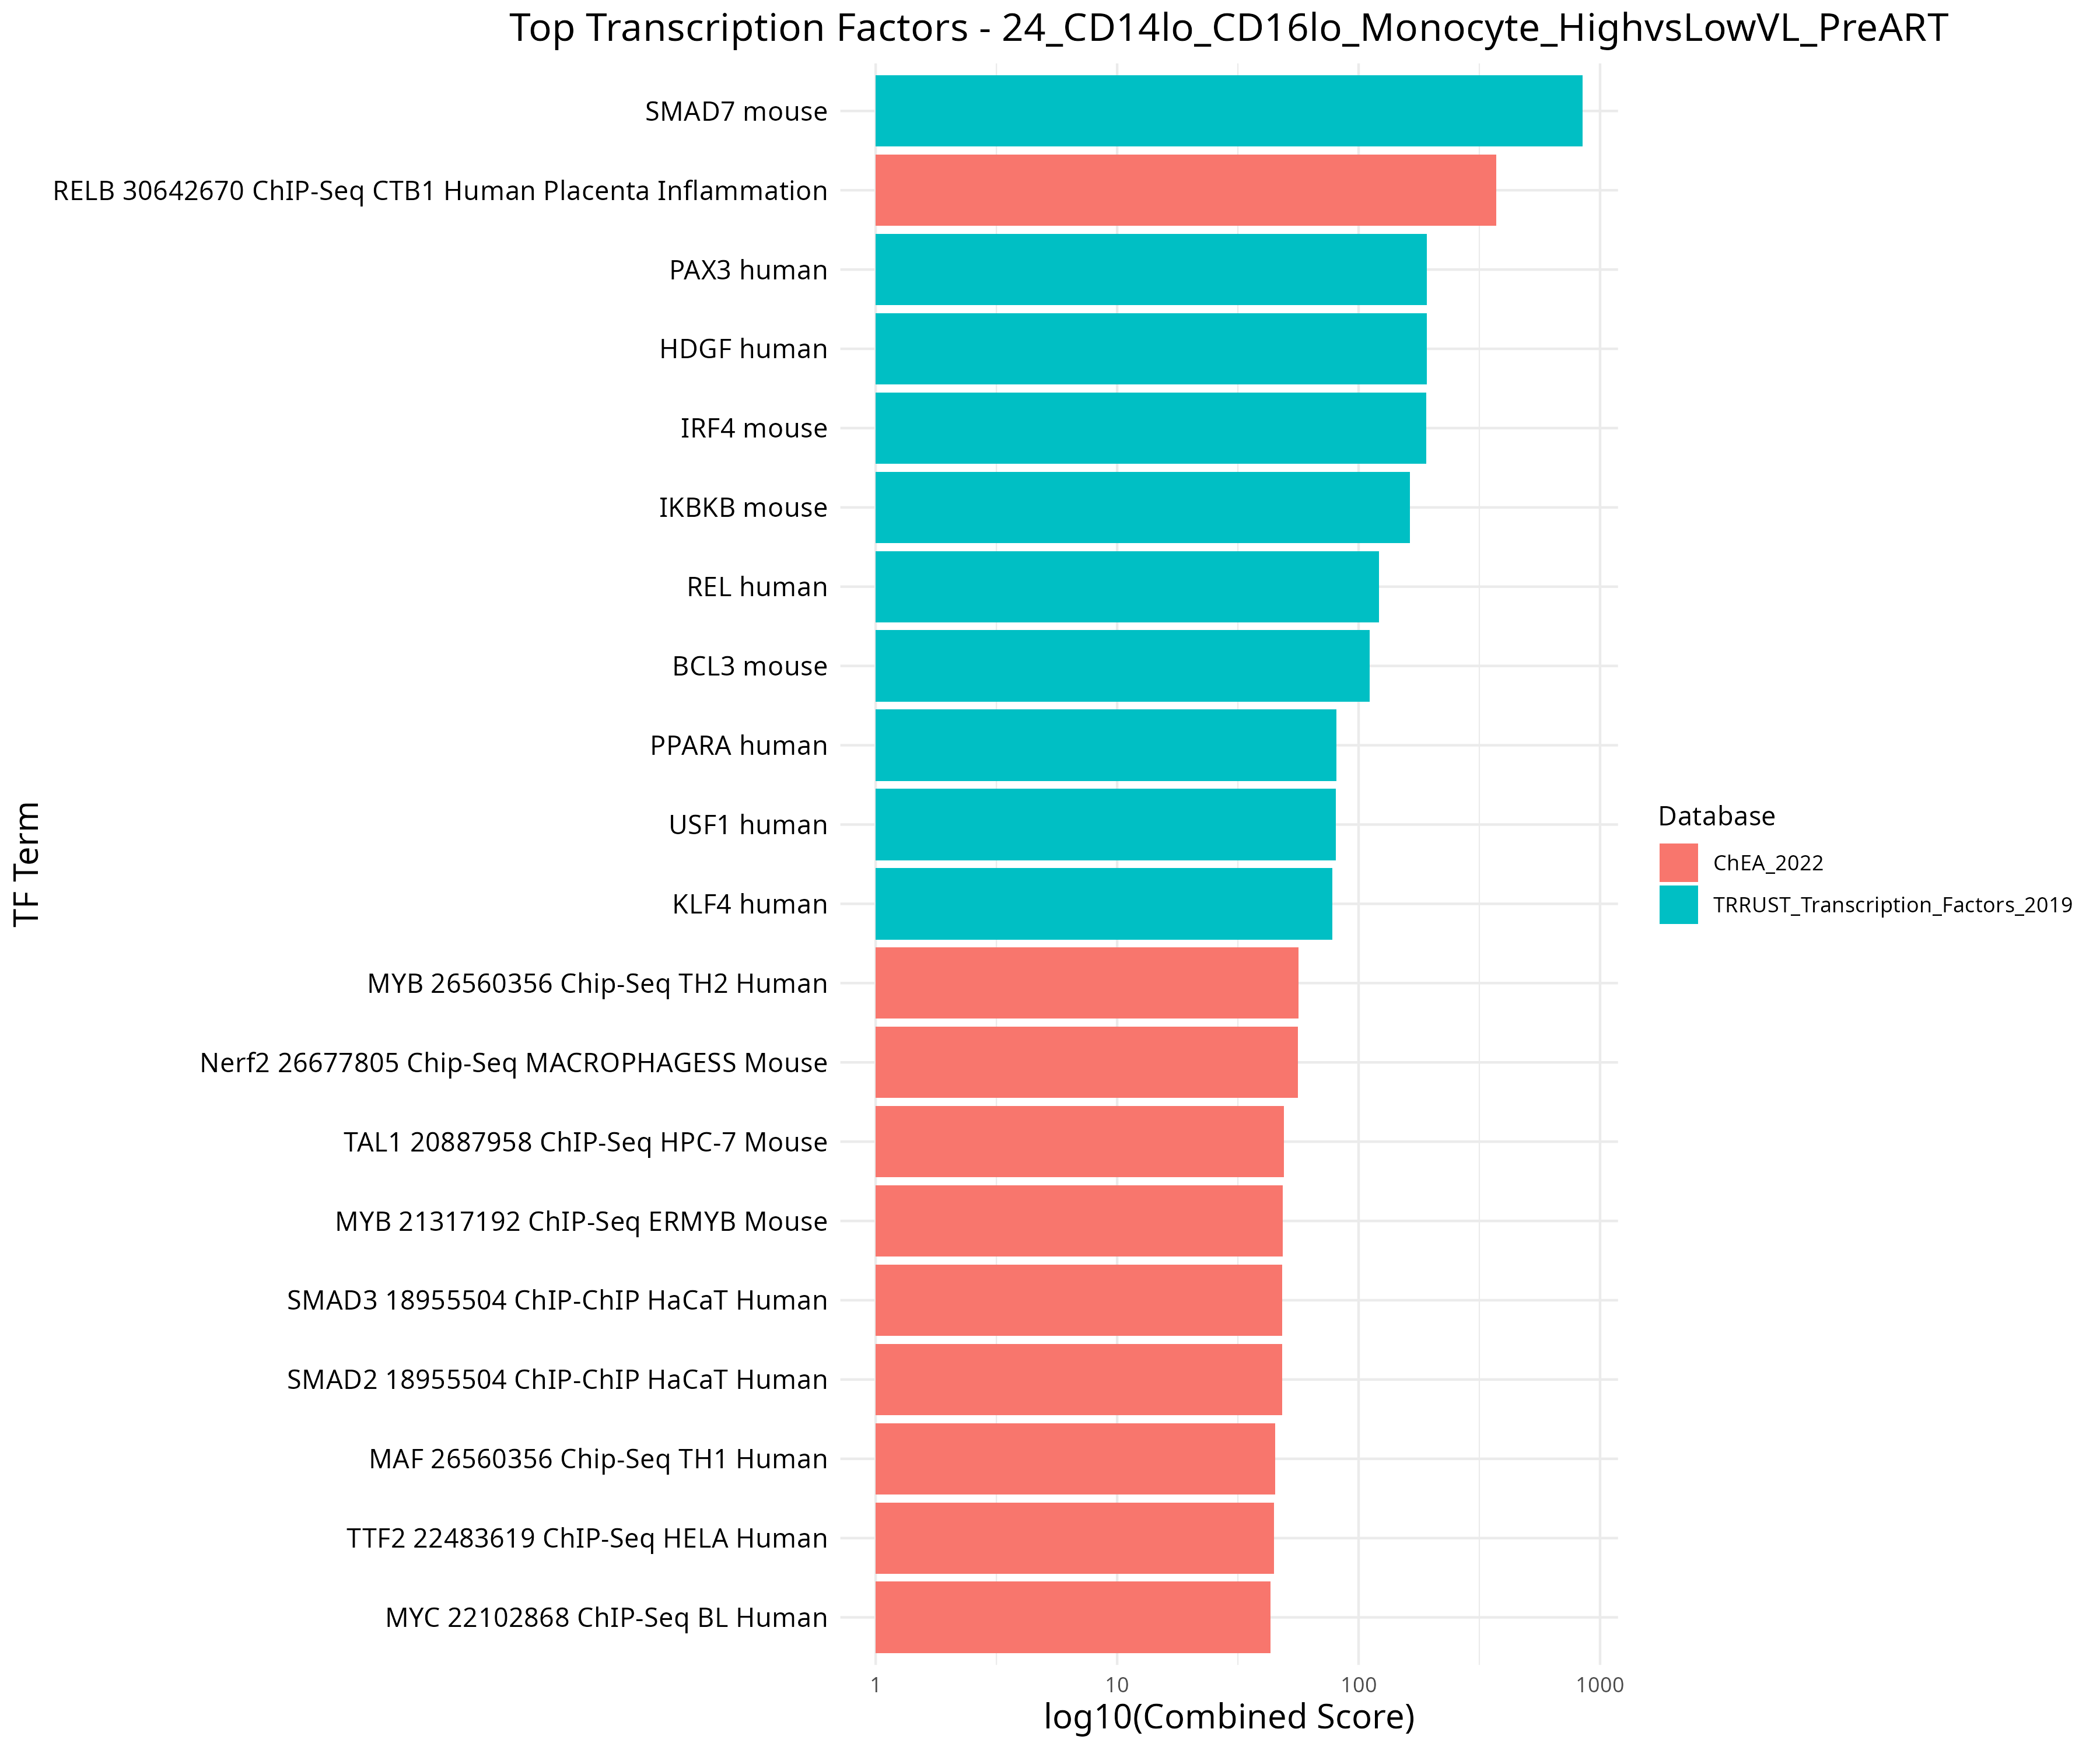 Top Transcription Factors - 24_CD14lo_CD16lo_Monocyte_HighvsLowVL_PreART
SMAD7 mouse
RELB 30642670 ChIP-Seq CTB1 Human Placenta Inflammation
PAX3 human
HDGF human
IRF4 mouse
IKBKB mouse
REL human
BCL3 mouse
PPARA human
USF1 human
KLF4 human
MYB 26560356 Chip-Seq TH2 Human
Nerf2 26677805 Chip-Seq MACROPHAGESS Mouse
TAL1 20887958 ChIP-Seq HPC-7 Mouse
MYB 21317192 ChIP-Seq ERMYB Mouse
SMAD3 18955504 ChIP-ChIP HaCaT Human
SMAD2 18955504 ChIP-ChIP HaCaT Human
MAF 26560356 Chip-Seq TH1 Human
TTF2 22483619 ChIP-Seq HELA Human
MYC 22102868 ChIP-Seq BL Human
TF Term
1 10 100 1000
log10(Combined Score)
Database
ChEA_2022
TRRUST_Transcription_Factors_2019